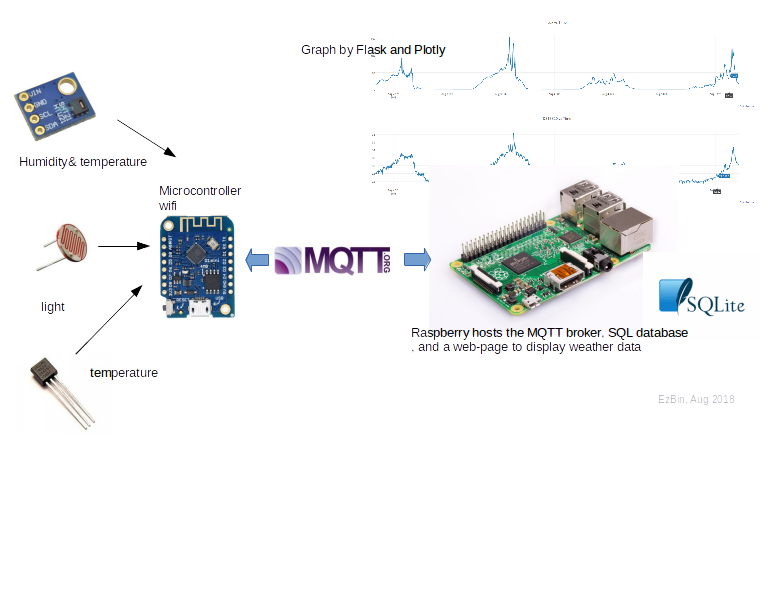 Graph by Flask and Plotly
VIN
GND
SCL
SDA
Humidity& temperature
Microcontroller
wifi
MQTT.ORG
SQLite
light
Raspberry hosts the MQTT broker, SQL database
, and a web-page to display weather data
temperature
EzBin, Aug 2018